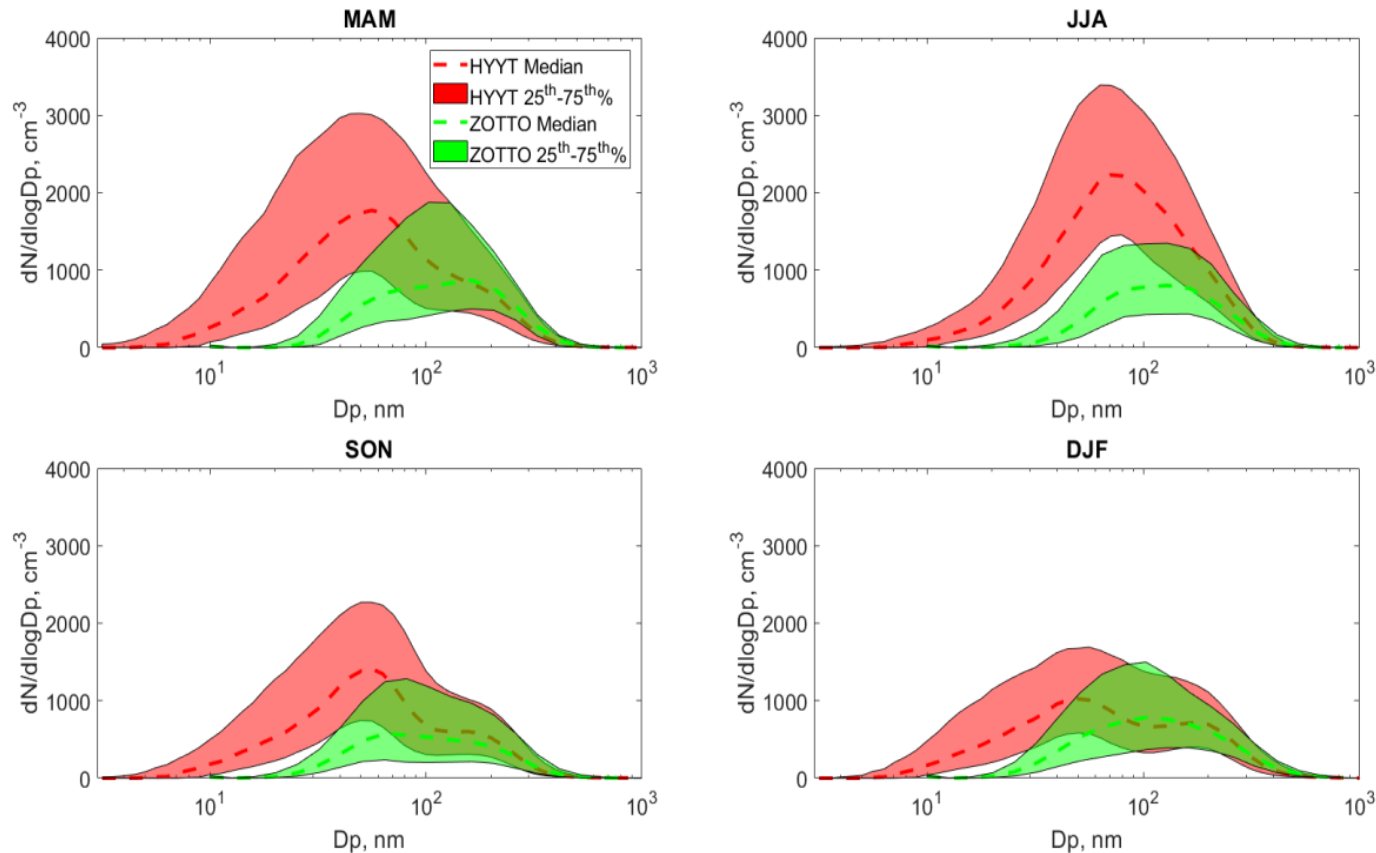 MAM
4000
3000
2000
1000
0
dN/dlogDp, cm⁻³
10¹
10²
10³
Dp, nm
HYYT Median
HYYT 25ᵗʰ-75ᵗʰ%
ZOTTO Median
ZOTTO 25ᵗʰ-75ᵗʰ%
JJA
4000
3000
2000
1000
0
dN/dlogDp, cm⁻³
10¹
10²
10³
Dp, nm
SON
4000
3000
2000
1000
0
dN/dlogDp, cm⁻³
10¹
10²
10³
Dp, nm
DJF
4000
3000
2000
1000
0
dN/dlogDp, cm⁻³
10¹
10²
10³
Dp, nm